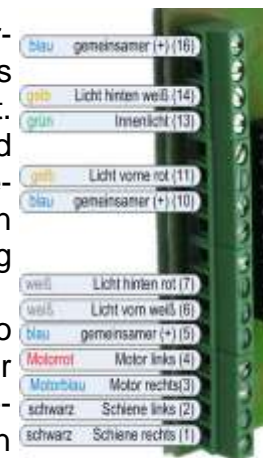 blau gemeinsamer (+) (16)
s
gelb Licht hinten weiß (14)
t.
grün Innenlicht (13)
d
gelb Licht vorne rot (11)
-
blau gemeinsamer (+) (10)
n
g
weiß Licht hinten rot (7)
weiß Licht vorn weiß (6)
o
blau gemeinsamer (+) (5)
Motorrot Motor links (4)
r
Motorblau Motor rechts(3)
-
schwarz Schiene links (2)
n
schwarz Schiene rechts (1)